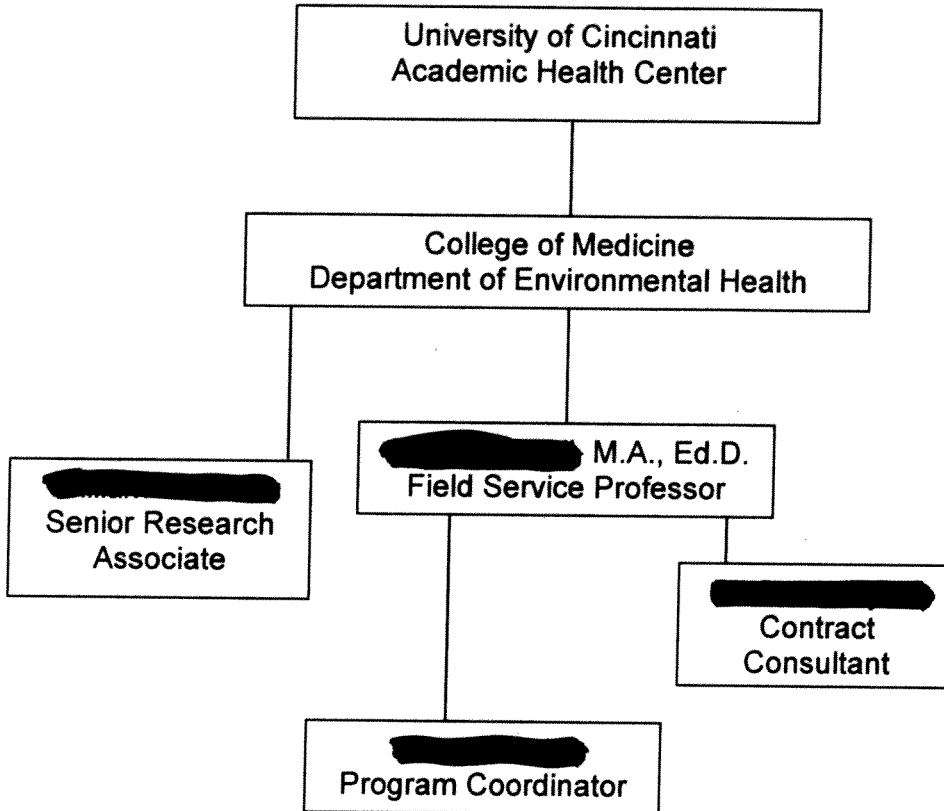 University of Cincinnati
Academic Health Center
College of Medicine
Department of Environmental Health
M.A., Ed.D.
Field Service Professor
Senior Research
Associate
Contract
Consultant
Program Coordinator